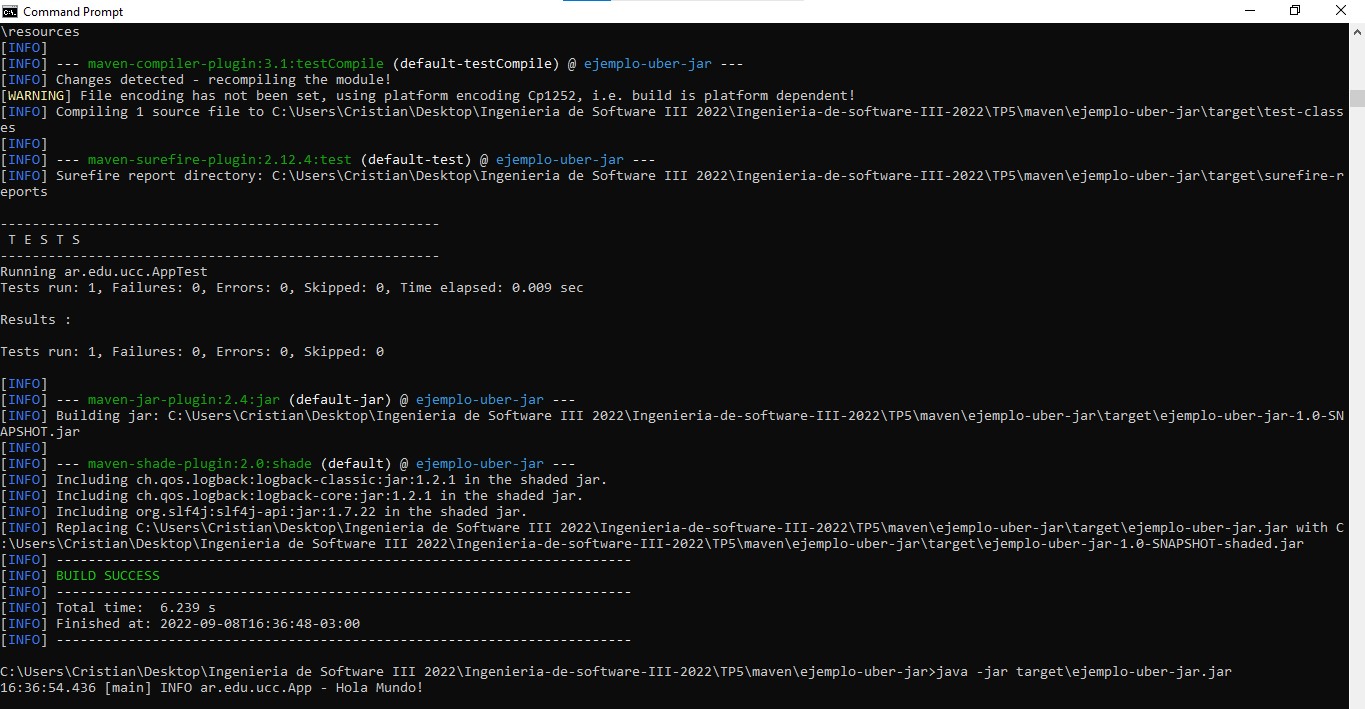 Command Prompt
\resources
[INFO]
[INFO] --- maven-compiler-plugin:3.1:testCompile (default-testCompile) @ ejemplo-uber-jar ---
[INFO] Changes detected - recompiling the module!
[WARNING] File encoding has not been set, using platform encoding Cp1252, i.e. build is platform dependent!
[INFO] Compiling 1 source file to C:\Users\Cristian\Desktop\Ingenieria de Software III 2022\Ingenieria-de-software-III-2022\TP5\maven\ejemplo-uber-jar\target\test-class
es
[INFO]
[INFO] --- maven-surefire-plugin:2.12.4:test (default-test) @ ejemplo-uber-jar ---
[INFO] Surefire report directory: C:\Users\Cristian\Desktop\Ingenieria de Software III 2022\Ingenieria-de-software-III-2022\TP5\maven\ejemplo-uber-jar\target\surefire-r
eports
-------------------------------------------------------
T E S T S
-------------------------------------------------------
Running ar.edu.ucc.AppTest
Tests run: 1, Failures: 0, Errors: 0, Skipped: 0, Time elapsed: 0.009 sec
Results :
Tests run: 1, Failures: 0, Errors: 0, Skipped: 0
[INFO]
[INFO] --- maven-jar-plugin:2.4:jar (default-jar) @ ejemplo-uber-jar ---
[INFO] Building jar: C:\Users\Cristian\Desktop\Ingenieria de Software III 2022\Ingenieria-de-software-III-2022\TP5\maven\ejemplo-uber-jar\target\ejemplo-uber-jar-1.0-SN
APSHOT.jar
[INFO]
[INFO] --- maven-shade-plugin:2.0:shade (default) @ ejemplo-uber-jar ---
[INFO] Including ch.qos.logback:logback-classic:jar:1.2.1 in the shaded jar.
[INFO] Including ch.qos.logback:logback-core:jar:1.2.1 in the shaded jar.
[INFO] Including org.slf4j:slf4j-api:jar:1.7.22 in the shaded jar.
[INFO] Replacing C:\Users\Cristian\Desktop\Ingenieria de Software III 2022\Ingenieria-de-software-III-2022\TP5\maven\ejemplo-uber-jar\target\ejemplo-uber-jar.jar with C
:\Users\Cristian\Desktop\Ingenieria de Software III 2022\Ingenieria-de-software-III-2022\TP5\maven\ejemplo-uber-jar\target\ejemplo-uber-jar-1.0-SNAPSHOT-shaded.jar
[INFO] ------------------------------------------------------------------------
[INFO] BUILD SUCCESS
[INFO] ------------------------------------------------------------------------
[INFO] Total time:  6.239 s
[INFO] Finished at: 2022-09-08T16:36:48-03:00
[INFO] ------------------------------------------------------------------------
C:\Users\Cristian\Desktop\Ingenieria de Software III 2022\Ingenieria-de-software-III-2022\TP5\maven\ejemplo-uber-jar>java -jar target\ejemplo-uber-jar.jar
16:36:54.436 [main] INFO ar.edu.ucc.App - Hola Mundo!